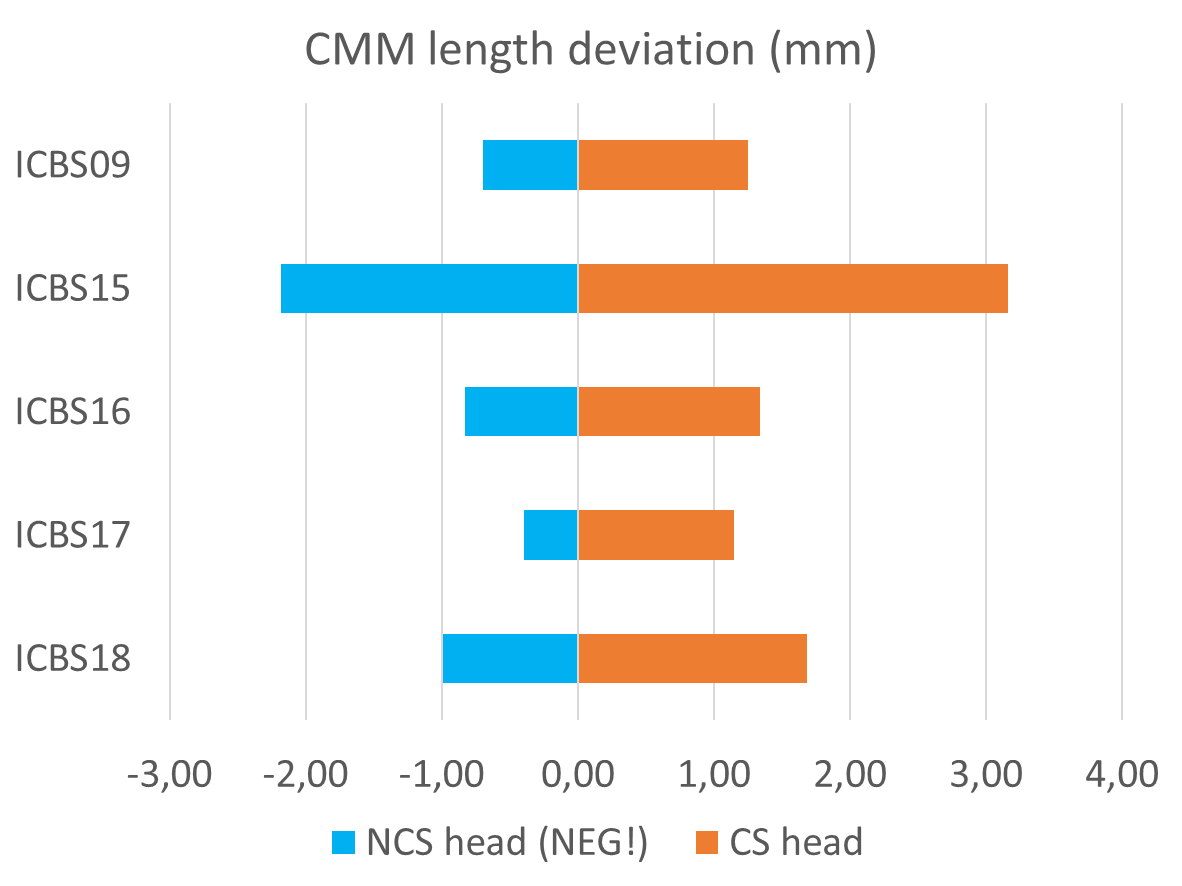 CMM length deviation (mm)
ICBS09
ICBS15
ICBS16
ICBS17
ICBS18
-3,00 -2,00 -1,00 0,00 1,00 2,00 3,00 4,00
NCS head (NEG!) CS head